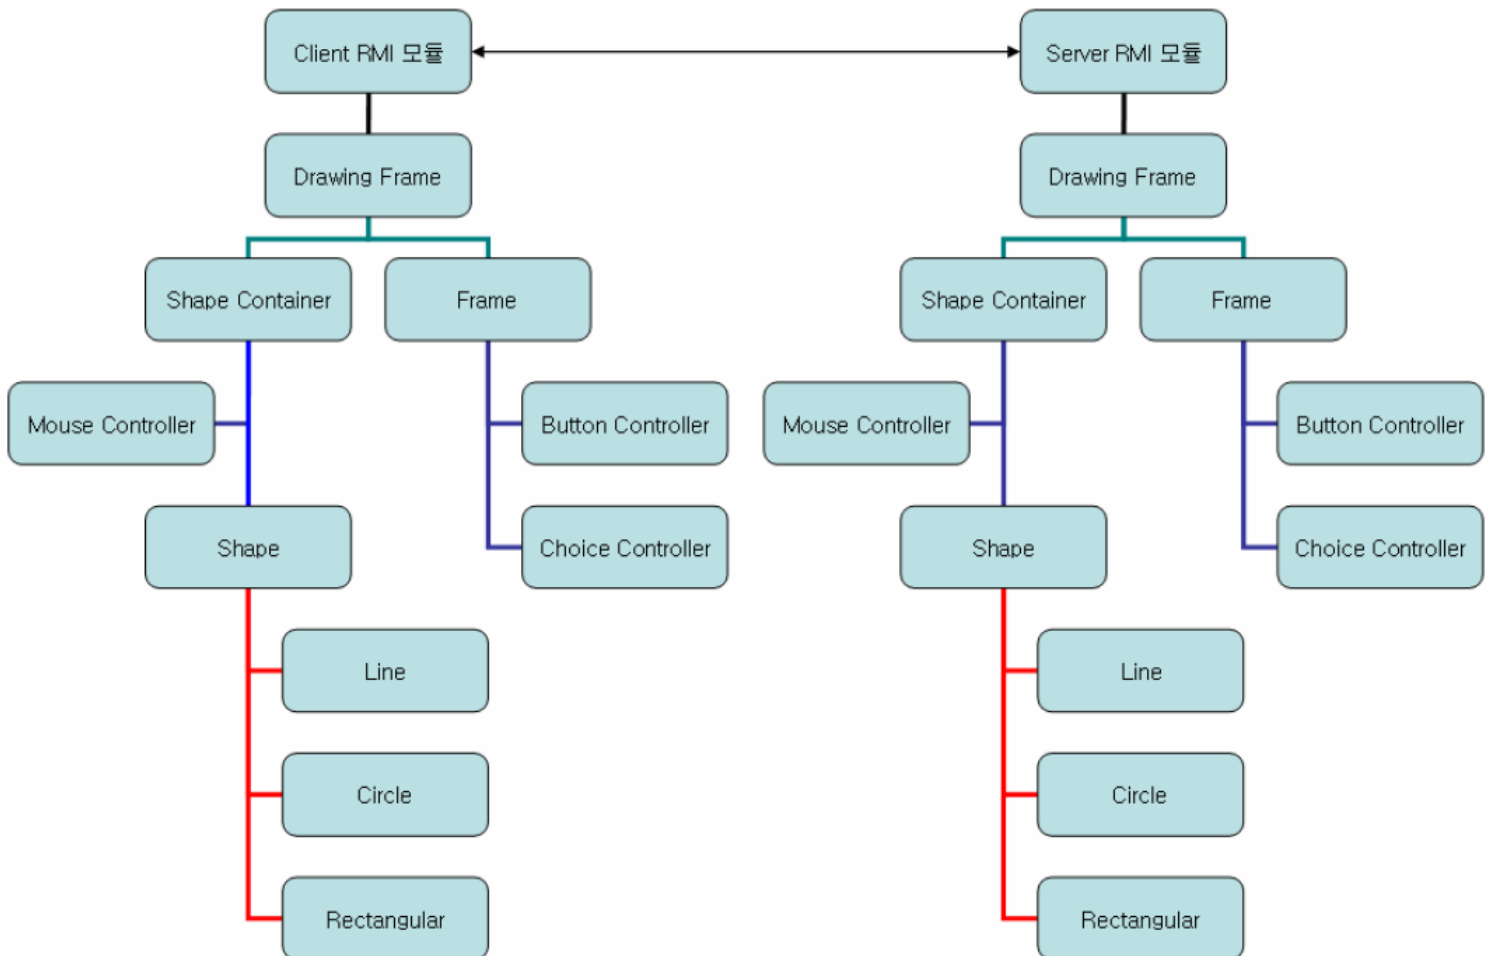 Client RMI 모듈
Server RMI 모듈
Drawing Frame
Drawing Frame
Shape Container
Frame
Shape Container
Frame
Mouse Controller
Button Controller
Mouse Controller
Button Controller
Shape
Choice Controller
Shape
Choice Controller
Line
Line
Circle
Circle
Rectangular
Rectangular